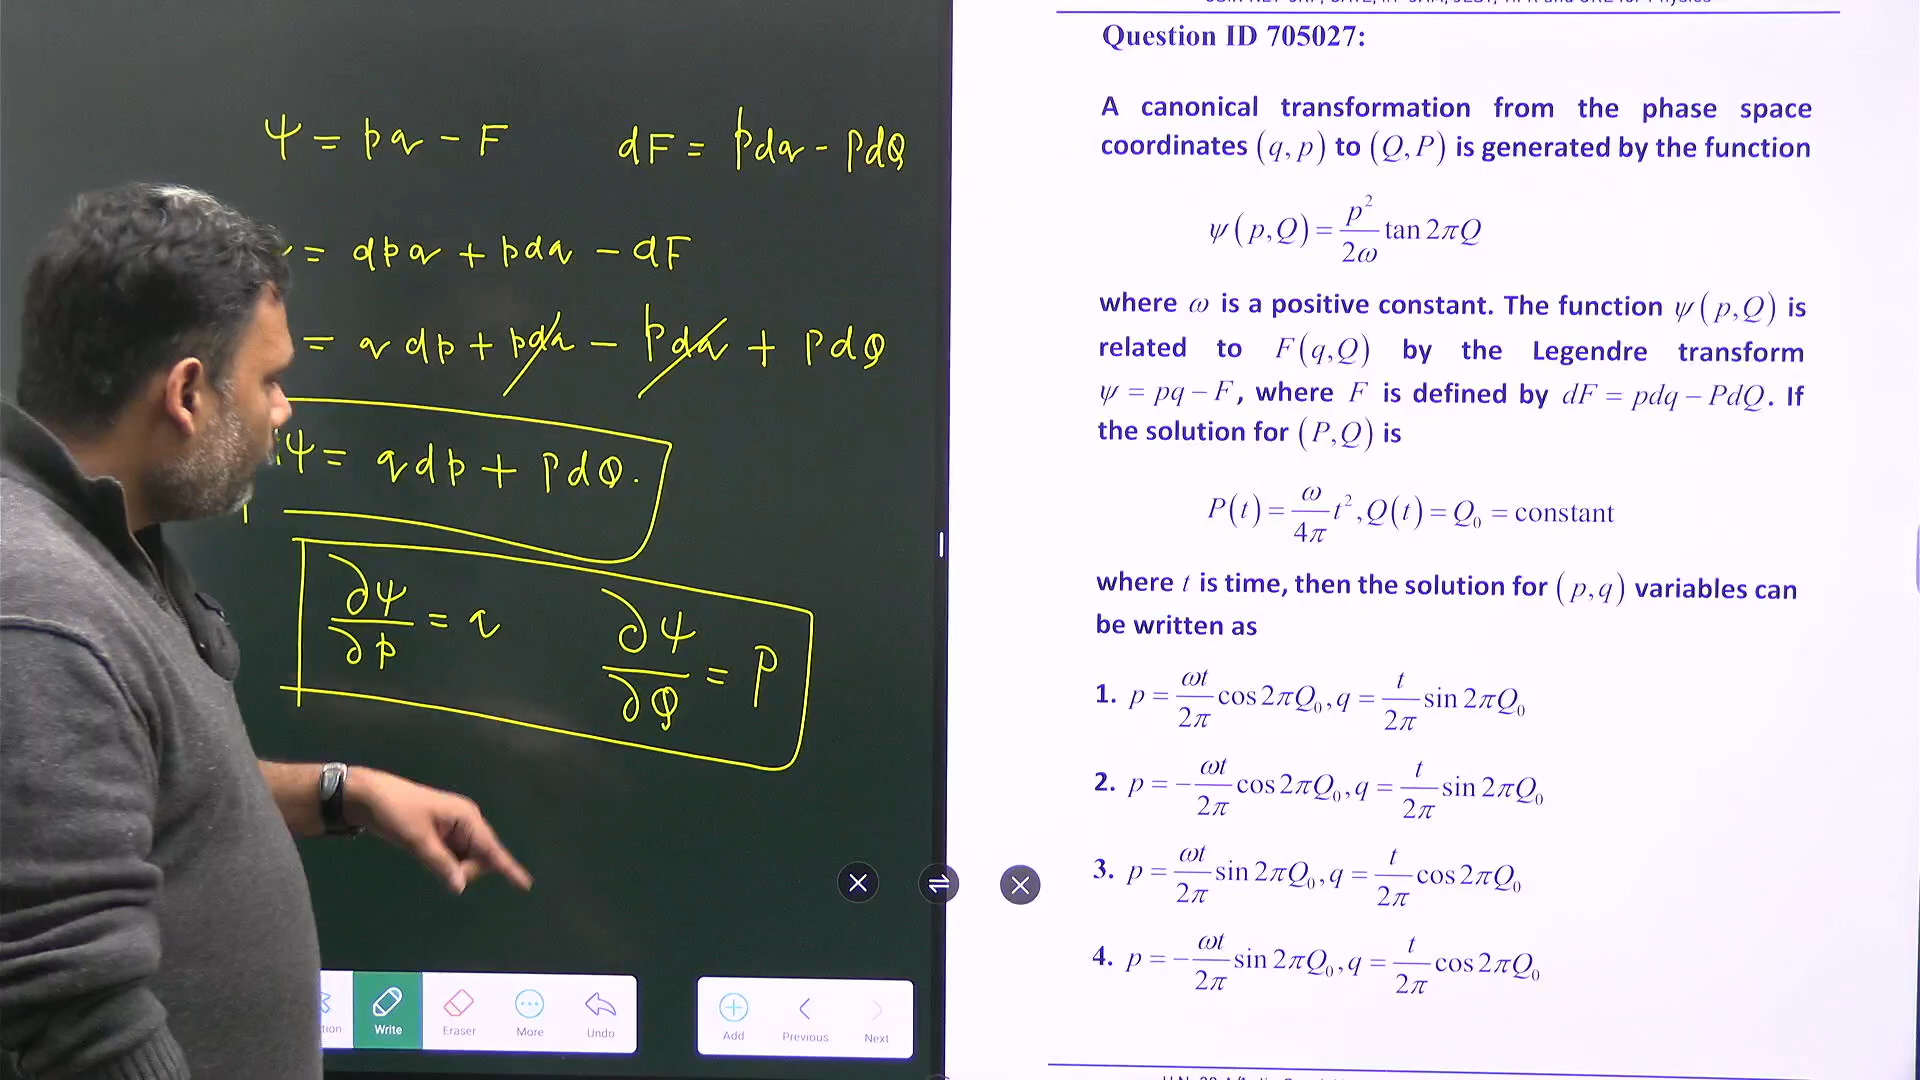 Ψ = pq - F    dF = pdq - PdQ
= dpq + pdq - dF
= q dp + pdq - pdq + PdQ
Ψ = q dp + PdQ.
∂Ψ/∂p = q    ∂Ψ/∂Q = P
Question ID 705027:
A canonical transformation from the phase space
coordinates (q, p) to (Q, P) is generated by the function
ψ(p,Q) = p²/2ω tan 2πQ
where ω is a positive constant. The function ψ(p,Q) is
related to F(q,Q) by the Legendre transform
ψ = pq − F, where F is defined by dF = pdq − PdQ. If
the solution for (P,Q) is
P(t) = ω/4π t², Q(t) = Q₀ = constant
where t is time, then the solution for (p,q) variables can
be written as
1. p = ωt/2π cos 2πQ₀, q = t/2π sin 2πQ₀
2. p = −ωt/2π cos 2πQ₀, q = t/2π sin 2πQ₀
3. p = ωt/2π sin 2πQ₀, q = t/2π cos 2πQ₀
4. p = −ωt/2π sin 2πQ₀, q = t/2π cos 2πQ₀
Write Eraser More Undo Add Previous Next